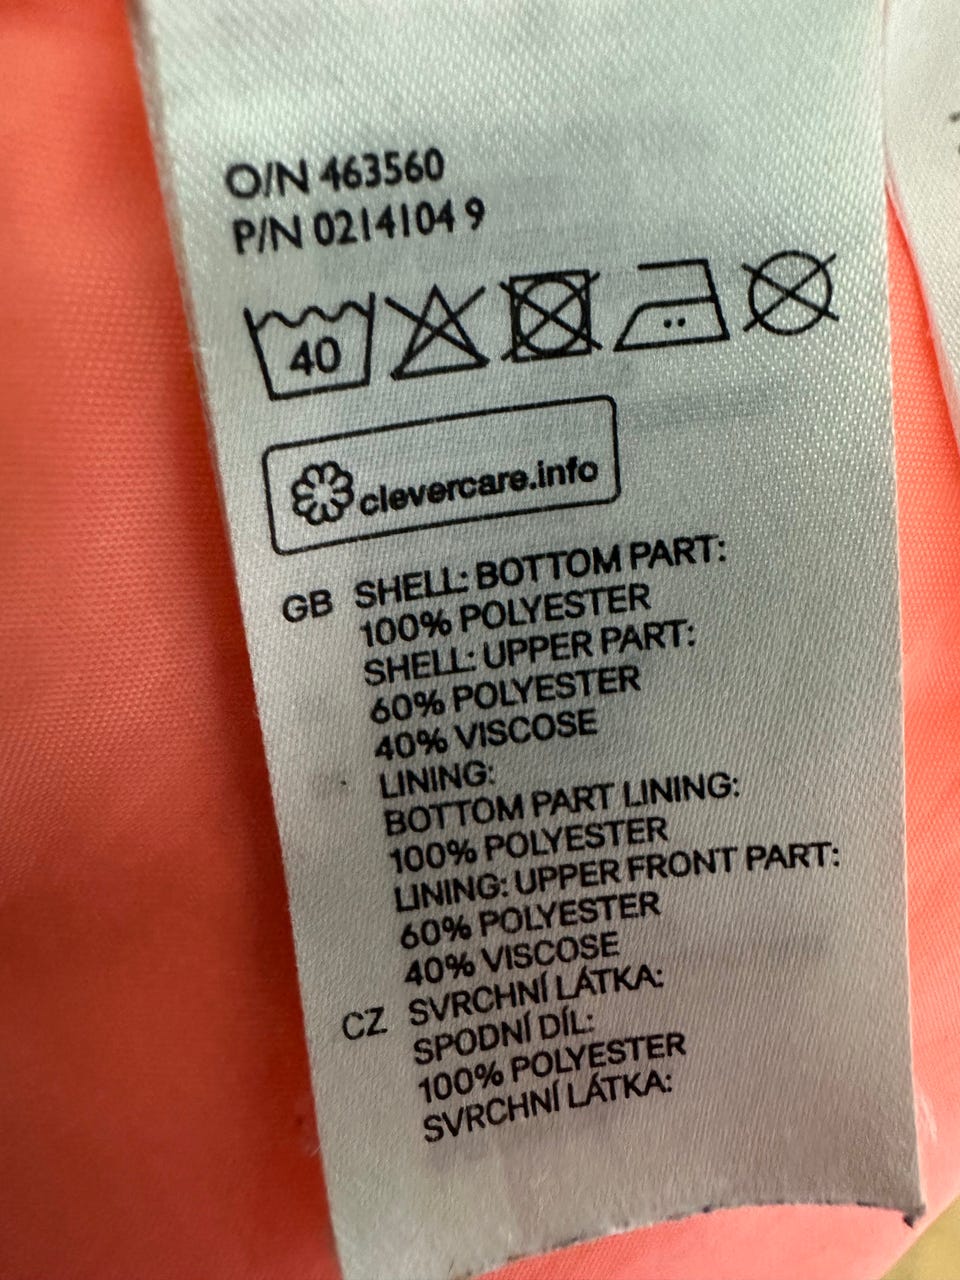 O/N 463560
P/N 0214104 9
40
clevercare.info
GB SHELL: BOTTOM PART:
100% POLYESTER
SHELL: UPPER PART:
60% POLYESTER
40% VISCOSE
LINING:
BOTTOM PART LINING:
100% POLYESTER
LINING: UPPER FRONT PART:
60% POLYESTER
40% VISCOSE
CZ SVRCHNÍ LÁTKA:
SPODNÍ DÍL:
100% POLYESTER
SVRCHNÍ LÁTKA: